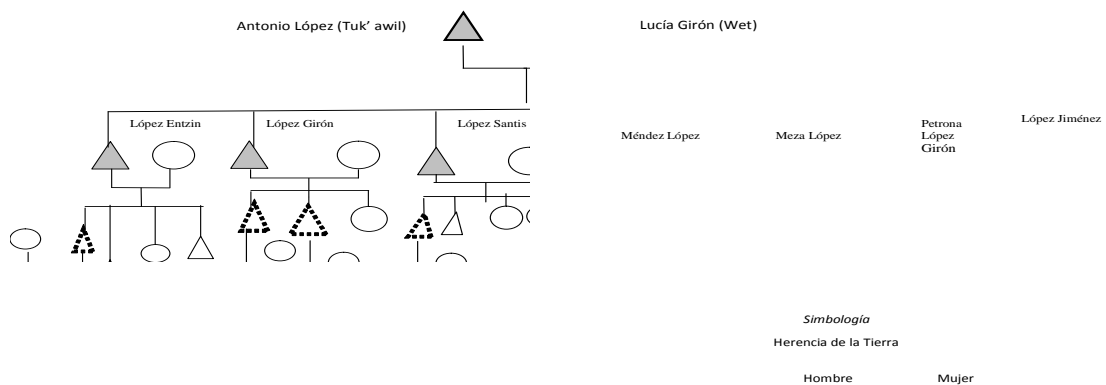 Antonio López (Tuk' awil)
Lucía Girón (Wet)
López Entzin
López Girón
López Santis
Méndez López
Meza López
Petrona
López
Girón
López Jiménez
Simbología
Herencia de la Tierra
Hombre
Mujer